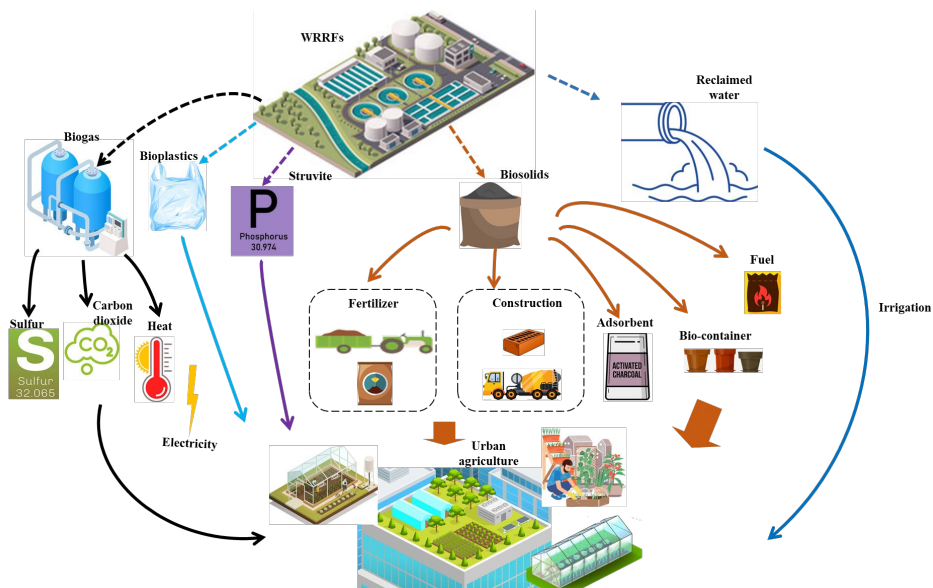 WRRFs
Reclaimed
water
Biogas
Bioplastics
Struvite
Biosolids
P
Phosphorus
30.974
Fuel
Fertilizer
Construction
Irrigation
Sulfur
Carbon
dioxide
Heat
Adsorbent
Bio-container
S
Sulfur
32.065
CO2
ACTIVATED
CHARCOAL
Electricity
Urban
agriculture